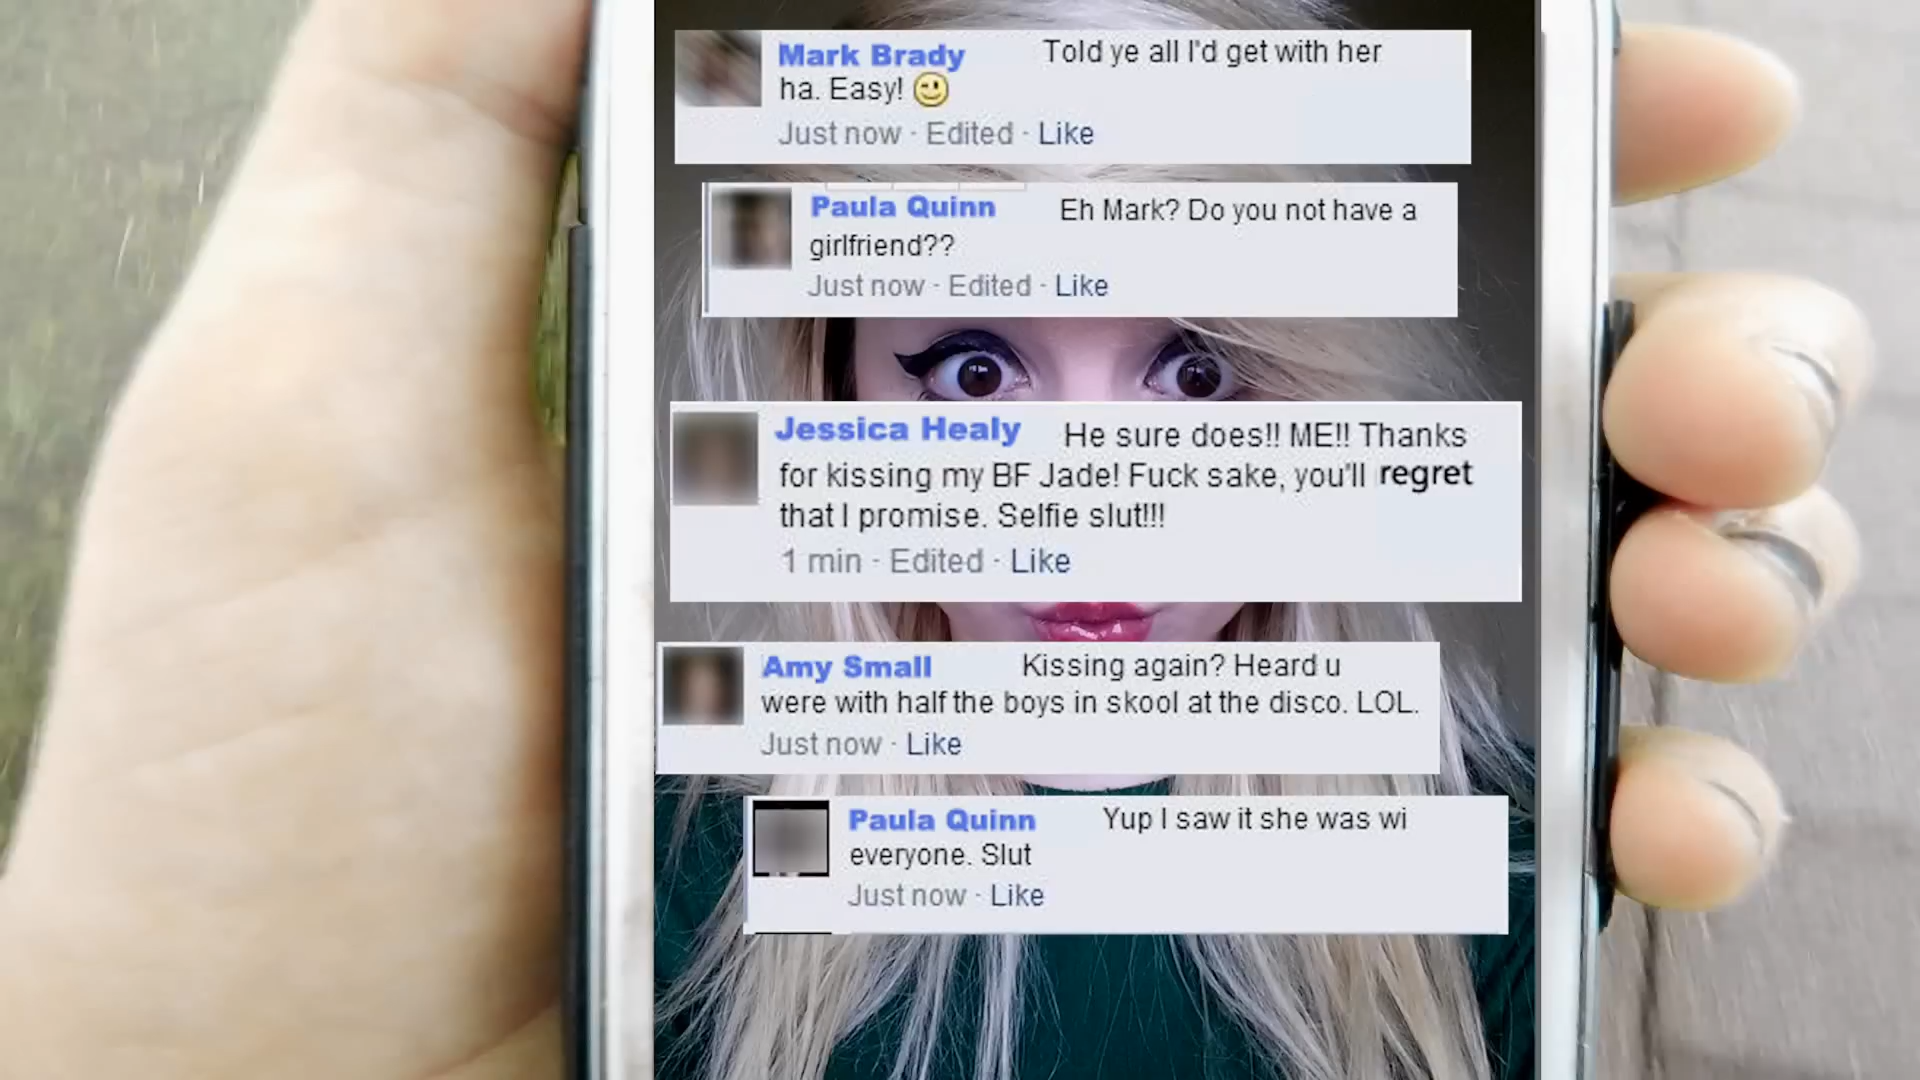 Mark Brady Told ye all I'd get with her
ha. Easy!
Just now · Edited · Like
Paula Quinn Eh Mark? Do you not have a
girlfriend??
Just now · Edited · Like
Jessica Healy He sure does!! ME!! Thanks
for kissing my BF Jade! Fuck sake, you'll regret
that I promise. Selfie slut!!!
1 min · Edited · Like
Amy Small Kissing again? Heard u
were with half the boys in skool at the disco. LOL.
Just now · Like
Paula Quinn Yup I saw it she was wi
everyone. Slut
Just now · Like